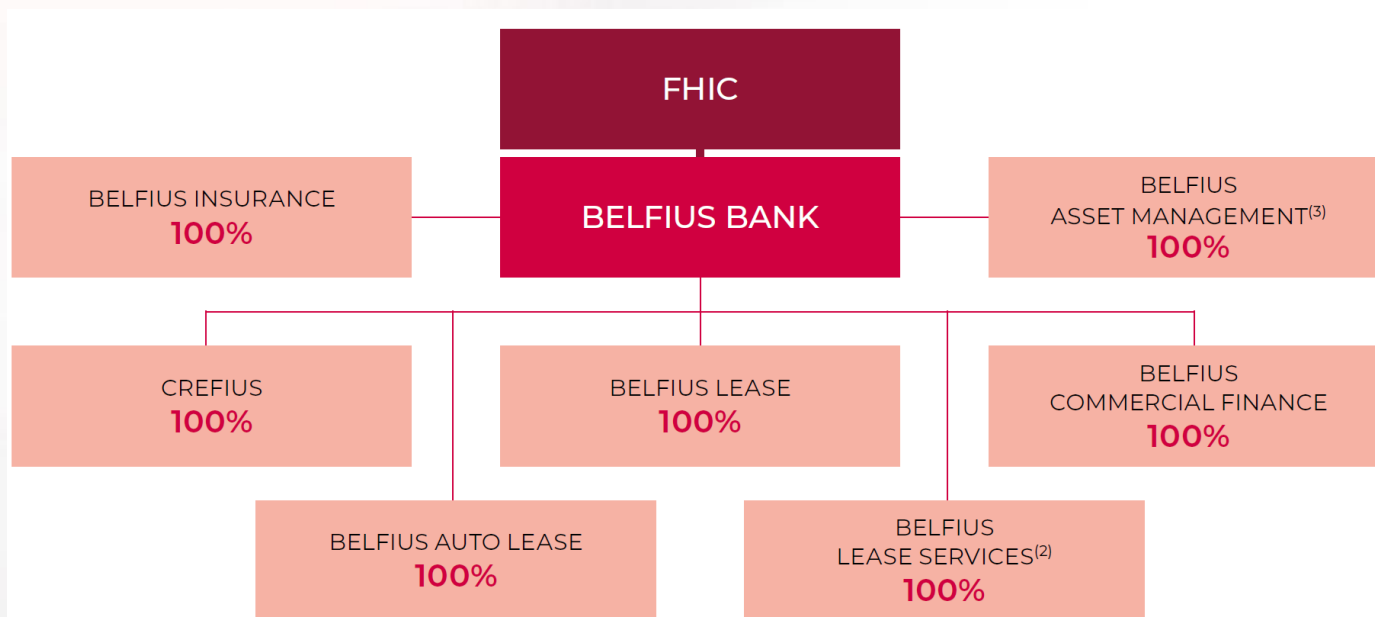 FHIC
BELFIUS INSURANCE
100%
BELFIUS BANK
BELFIUS
ASSET MANAGEMENT(3)
100%
CREFIUS
100%
BELFIUS LEASE
100%
BELFIUS
COMMERCIAL FINANCE
100%
BELFIUS AUTO LEASE
100%
BELFIUS
LEASE SERVICES(2)
100%